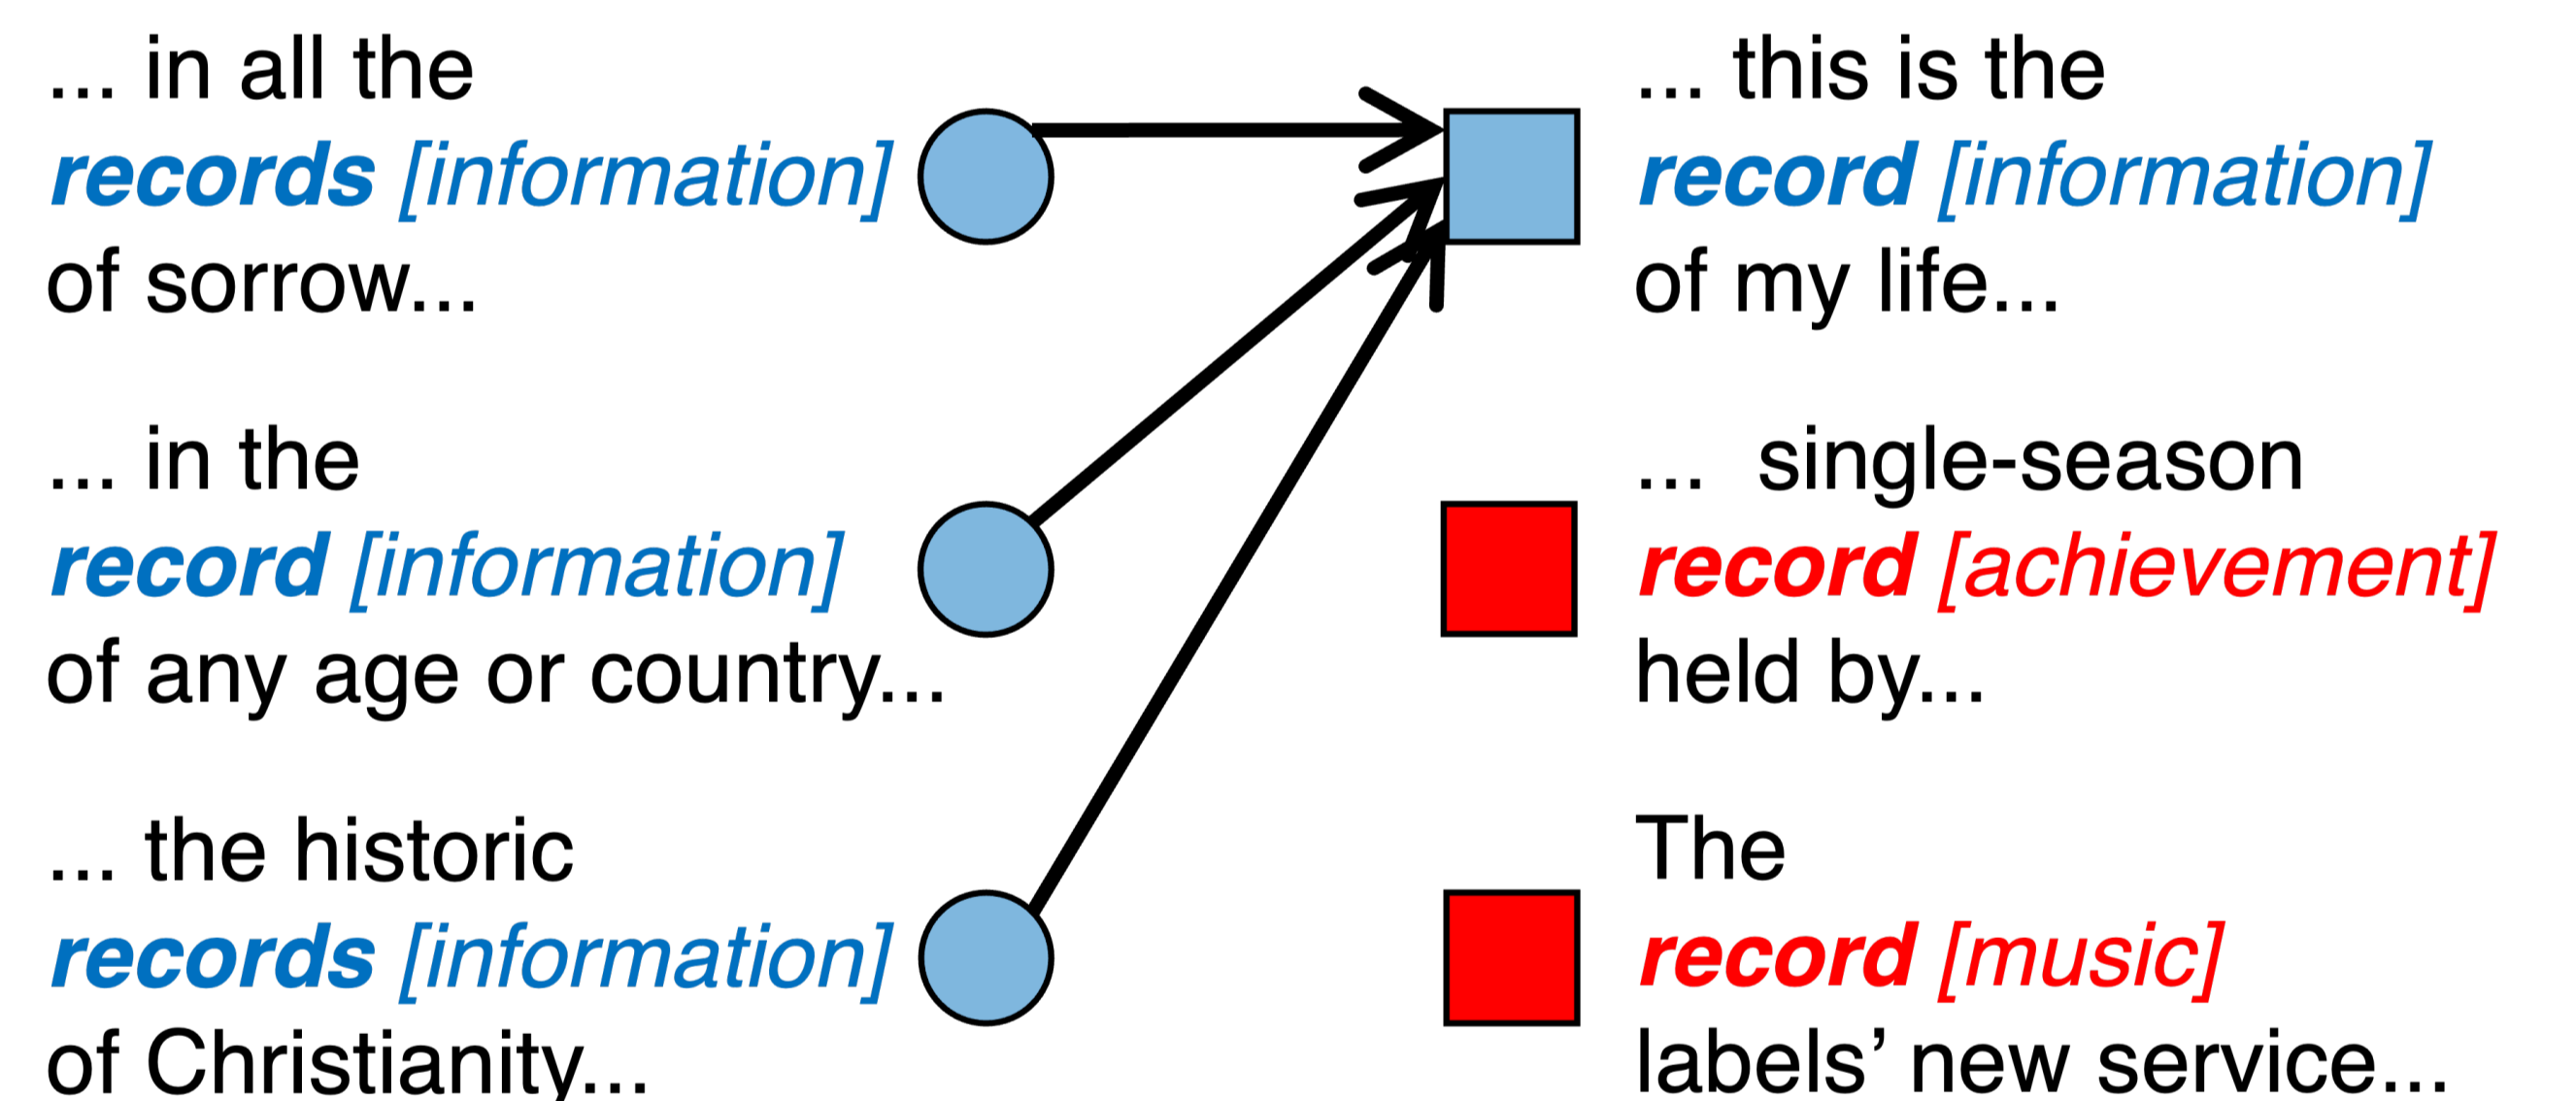 ... in all the
records [information]
of sorrow...
... in the
record [information]
of any age or country...
... the historic
records [information]
of Christianity...
... this is the
record [information]
of my life...
... single-season
record [achievement]
held by...
The
record [music]
labels’ new service...